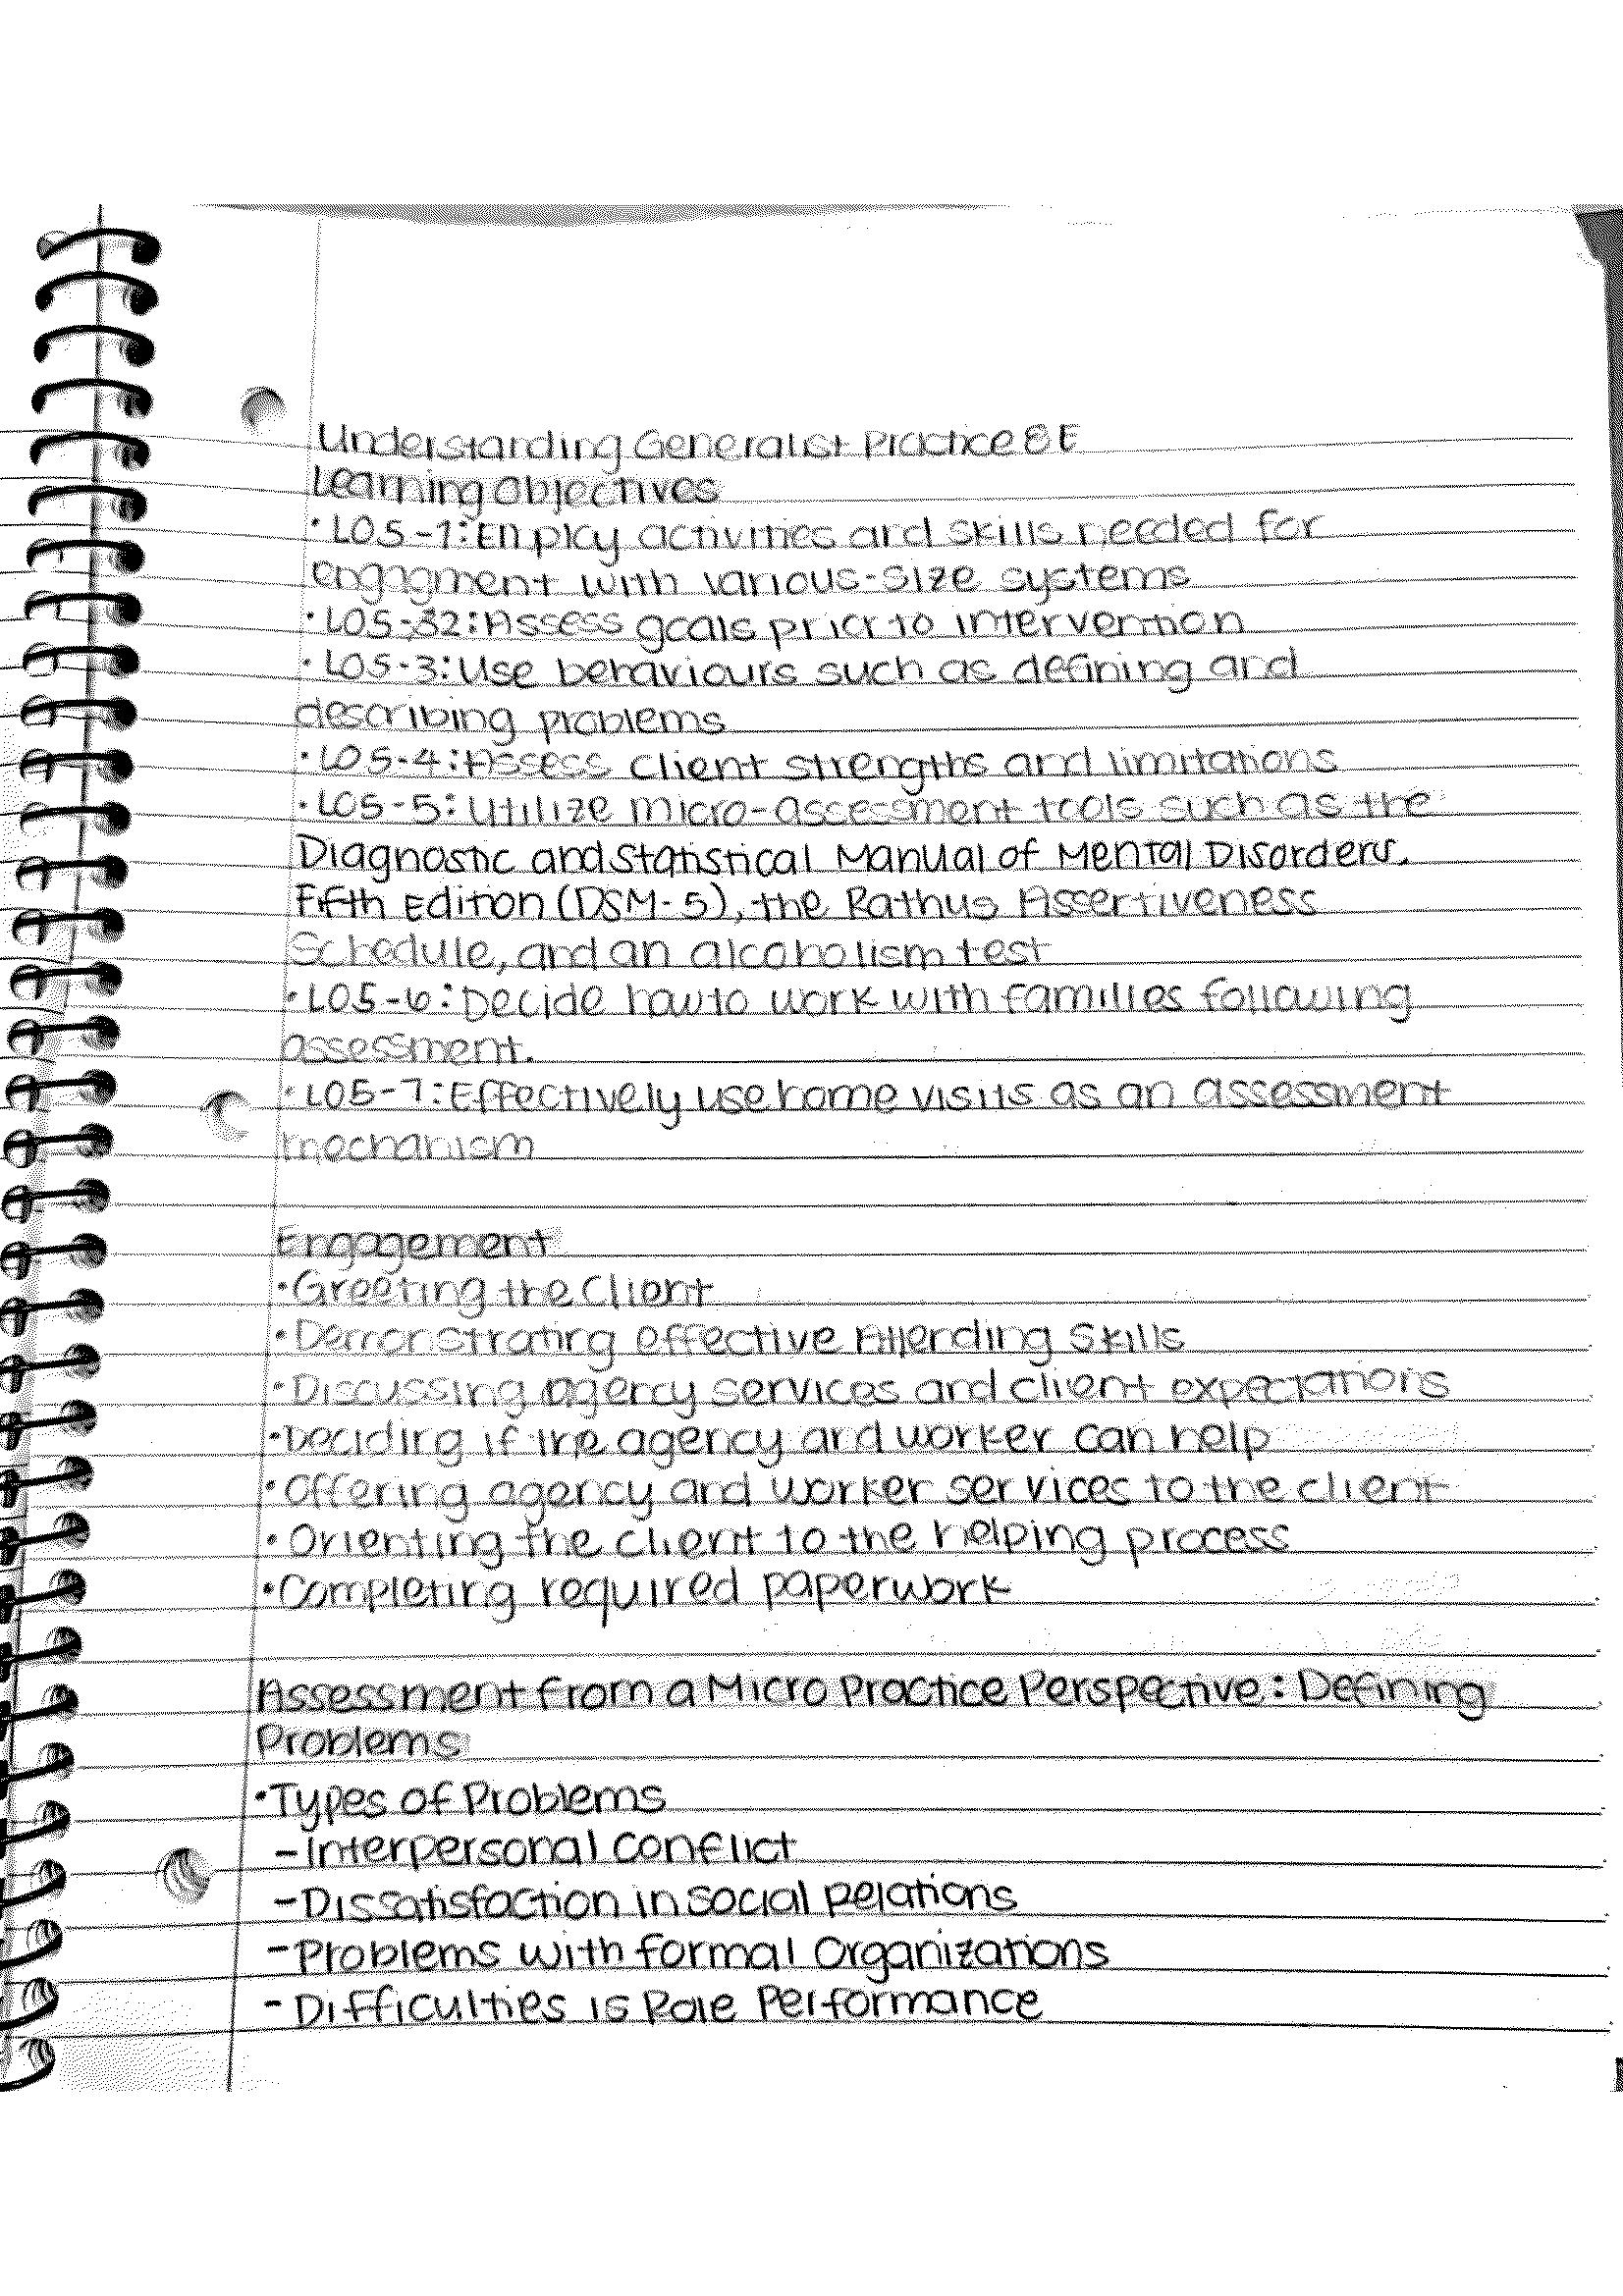 Understanding Generalist Practice 8E
Learning Objectives
• LO5-1: Employ activities and skills needed for
engagment with various-size systems
• LO5-2: Assess goals prior to intervention
• LO5-3: Use behaviours such as defining and
describing problems
• LO5-4: Assess client strengths and limitations
• LO5-5: Utilize micro-assessment tools such as the
Diagnostic and Statistical Manual of Mental Disorders,
Fifth Edition (DSM-5), the Rathus Assertiveness
Schedule, and an alcoholism test
• LO5-6: Decide how to work with families following
assessment.
• LO5-7: Effectively use home visits as an assessment
mechanism
Engagement
• Greeting the Client
• Demonstrating effective Attending Skills
• Discussing agency services and client expectations
• Deciding if the agency and worker can help
• Offering agency and worker services to the client
• Orienting the client to the helping process
• Completing required paperwork
Assessment from a Micro Practice Perspective: Defining
Problems
• Types of Problems
- Interpersonal Conflict
- Dissatisfaction in Social Relations
- Problems with formal Organizations
- Difficulties is Role Performance